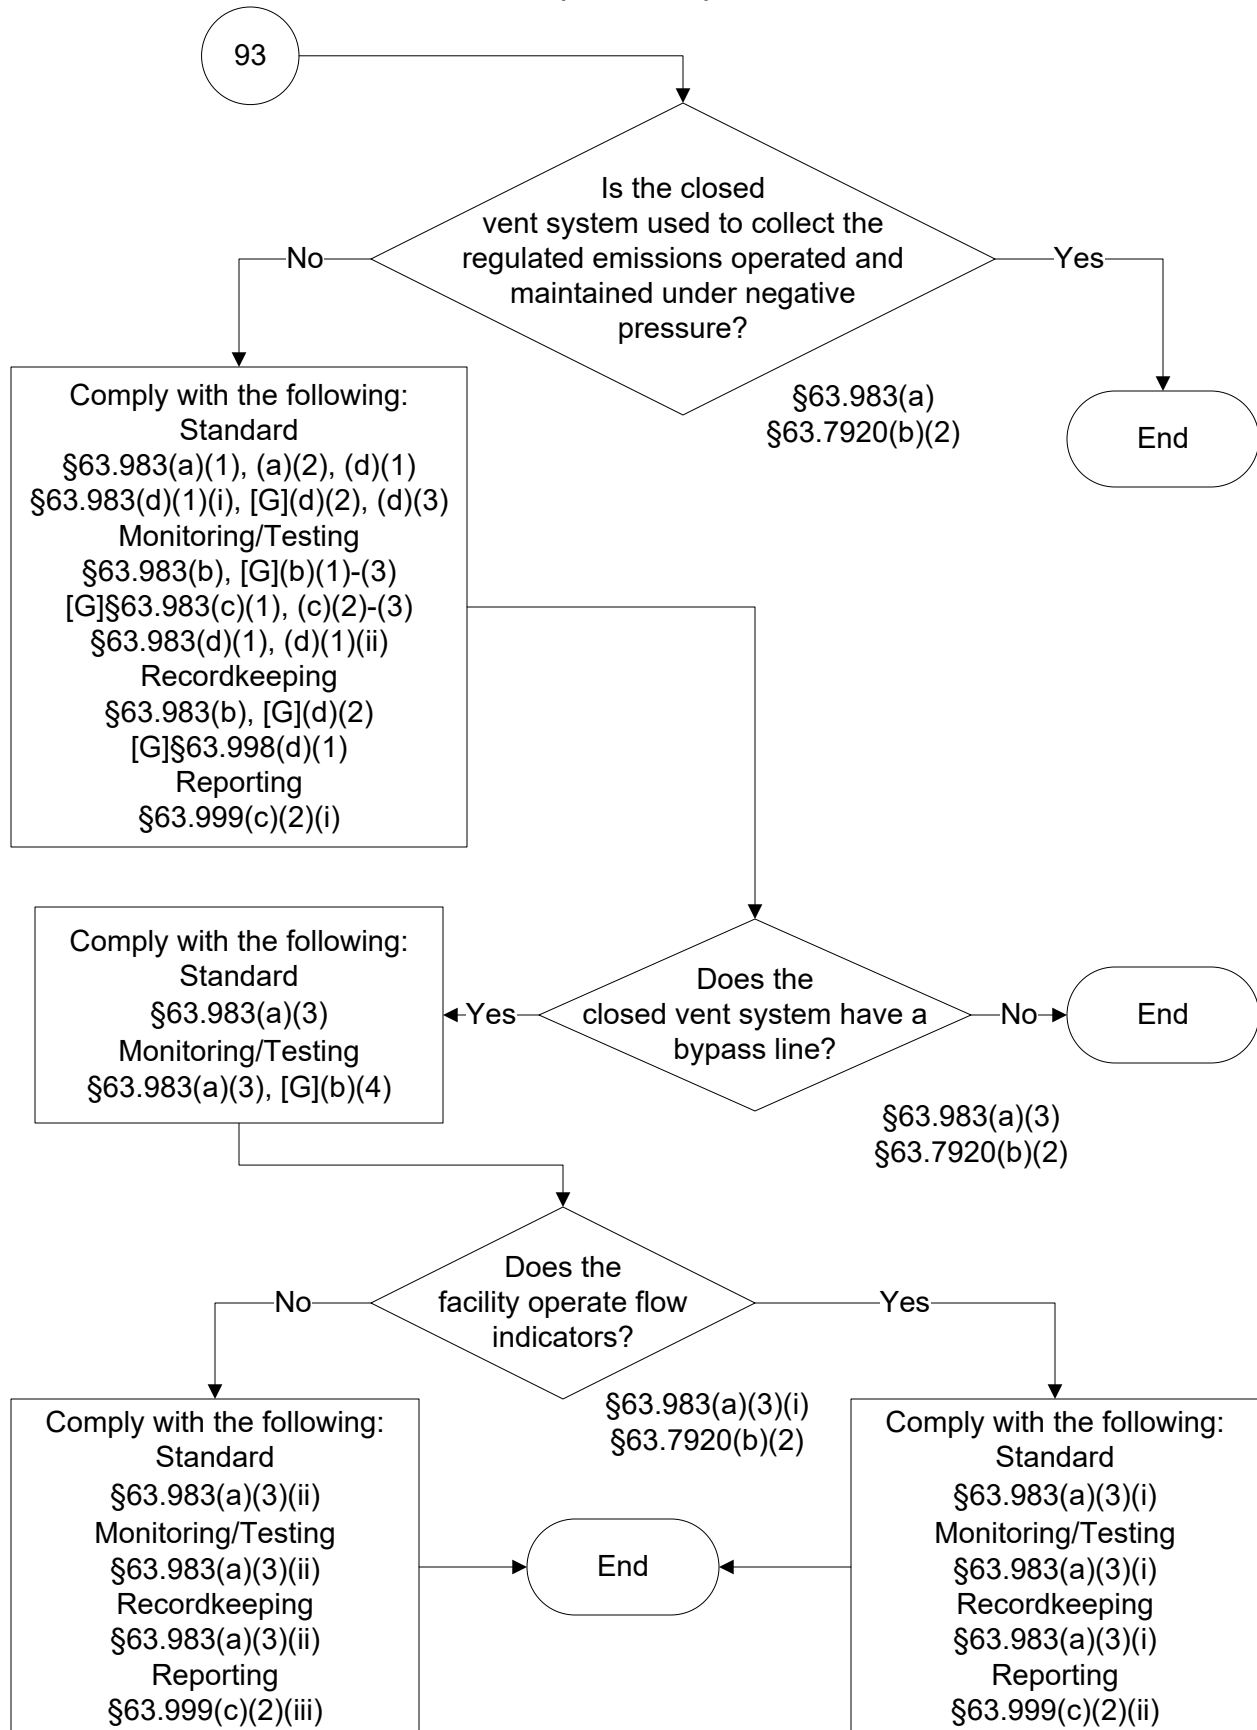 93
Is the closed
vent system used to collect the
regulated emissions operated and
maintained under negative
pressure?
No
Yes
§63.983(a)
§63.7920(b)(2)
End
Comply with the following:
Standard
§63.983(a)(1), (a)(2), (d)(1)
§63.983(d)(1)(i), [G](d)(2), (d)(3)
Monitoring/Testing
§63.983(b), [G](b)(1)-(3)
[G]§63.983(c)(1), (c)(2)-(3)
§63.983(d)(1), (d)(1)(ii)
Recordkeeping
§63.983(b), [G](d)(2)
[G]§63.998(d)(1)
Reporting
§63.999(c)(2)(i)
Does the
closed vent system have a
bypass line?
Yes
No
End
§63.983(a)(3)
§63.7920(b)(2)
Comply with the following:
Standard
§63.983(a)(3)
Monitoring/Testing
§63.983(a)(3), [G](b)(4)
Does the
facility operate flow
indicators?
No
Yes
§63.983(a)(3)(i)
§63.7920(b)(2)
Comply with the following:
Standard
§63.983(a)(3)(ii)
Monitoring/Testing
§63.983(a)(3)(ii)
Recordkeeping
§63.983(a)(3)(ii)
Reporting
§63.999(c)(2)(iii)
End
Comply with the following:
Standard
§63.983(a)(3)(i)
Monitoring/Testing
§63.983(a)(3)(i)
Recordkeeping
§63.983(a)(3)(i)
Reporting
§63.999(c)(2)(ii)